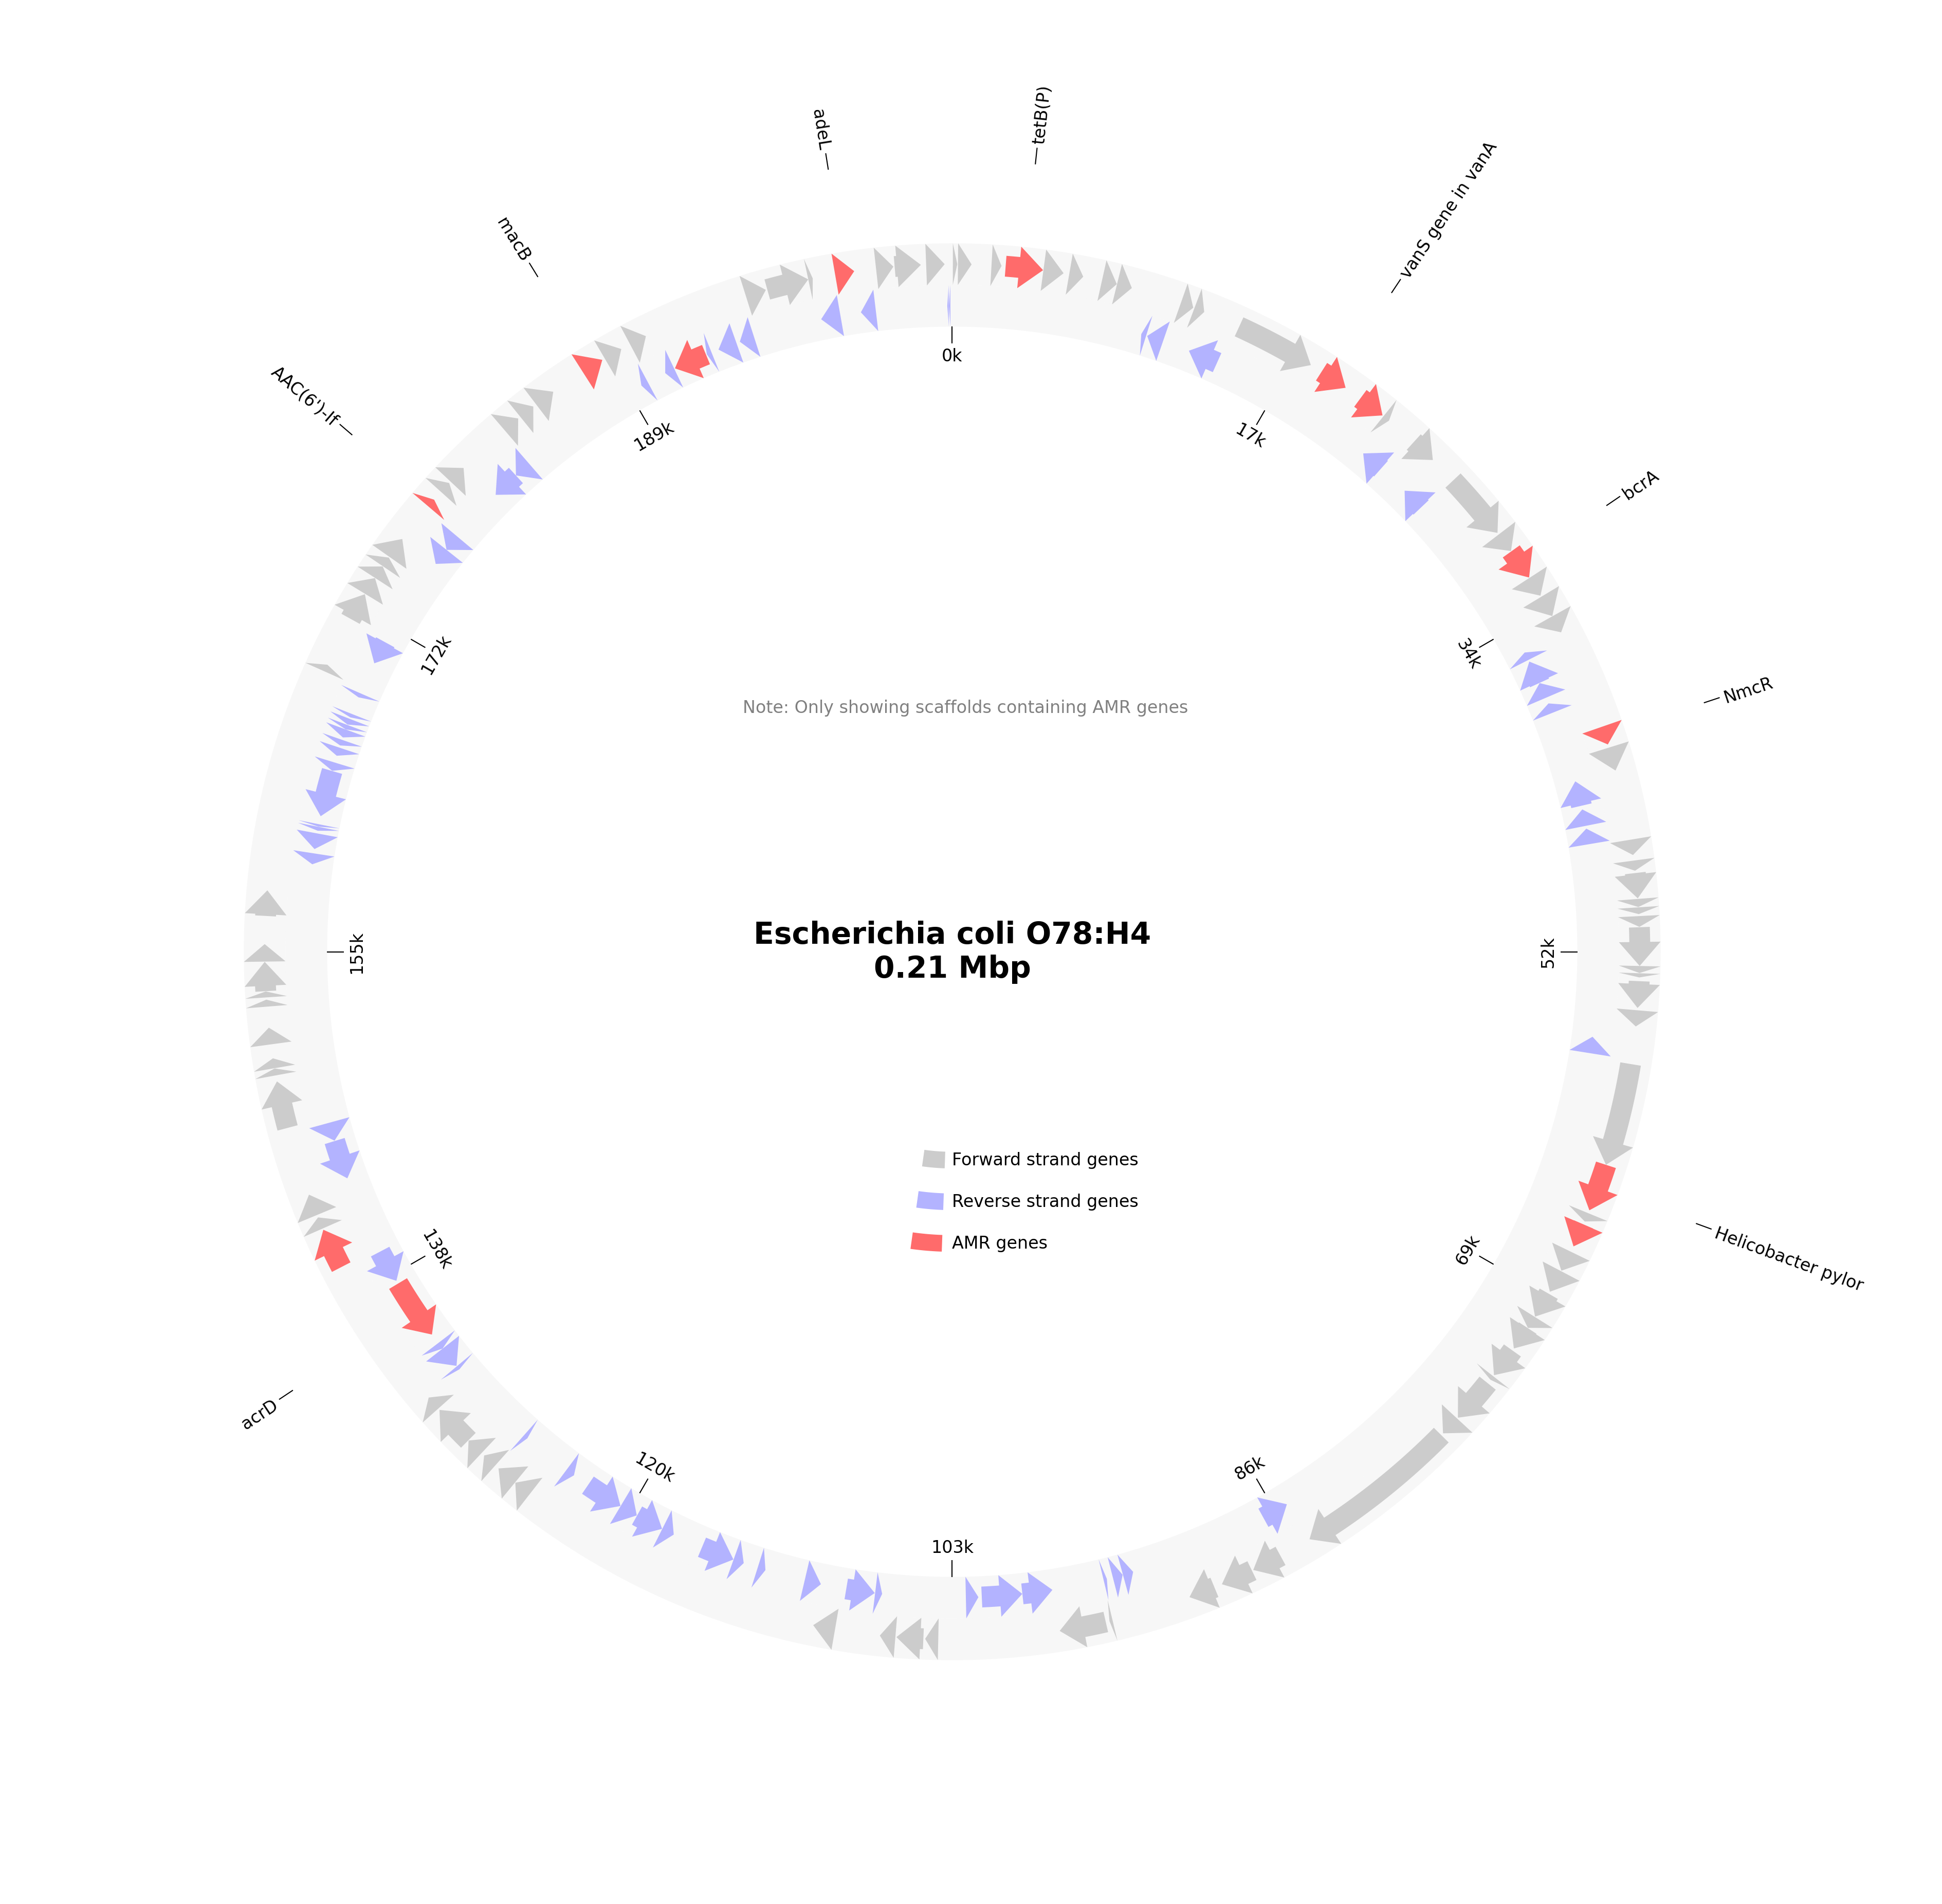 tetB(P)
adeL
vanS gene in vanA
macB
AAC(6')-If
bcrA
NmcR
Helicobacter pylor
acrD
0k
17k
34k
52k
69k
86k
103k
120k
138k
155k
172k
189k
Note: Only showing scaffolds containing AMR genes
Escherichia coli O78:H4
0.21 Mbp
Forward strand genes
Reverse strand genes
AMR genes